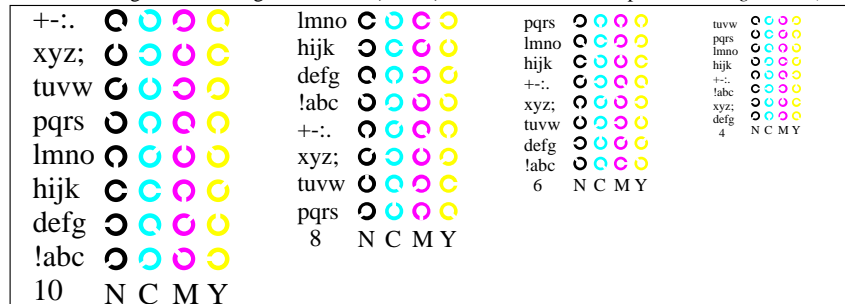 +-:.
xyz;
tuvw
pqrs
lmno
hijk
defg
!abc
10 N C M Y
lmno
hijk
defg
!abc
+-:.
xyz;
tuvw
pqrs
8 N C M Y
pqrs
lmno
hijk
+-:.
xyz;
tuvw
defg
!abc
6 N C M Y
tuvw
pqrs
lmno
hijk
+-:.
!abc
xyz;
defg
4 N C M Y